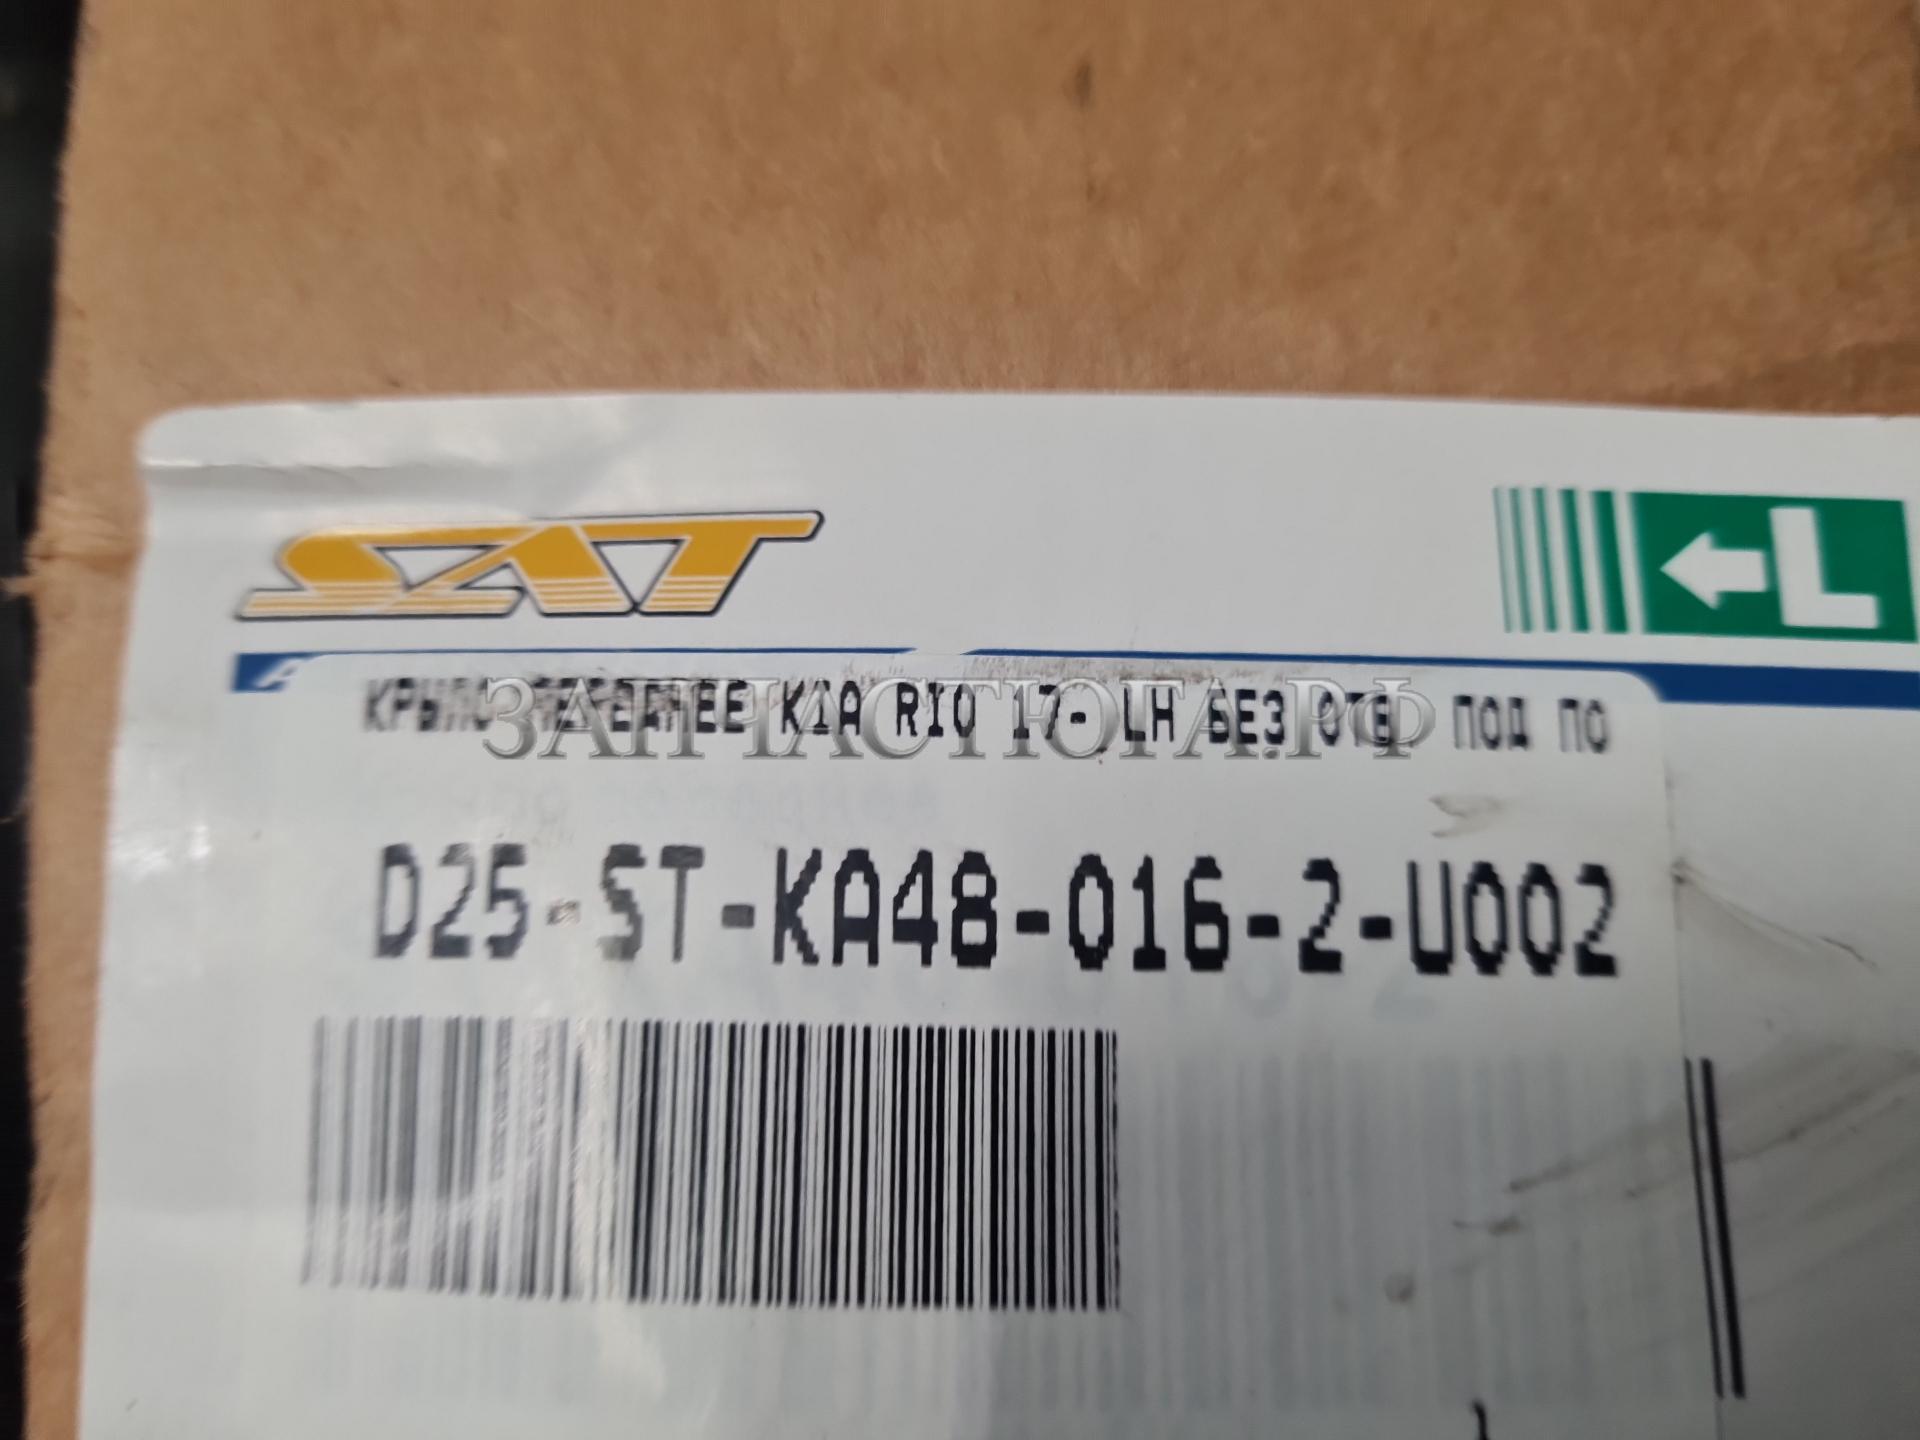 SAT
L
КРЫЛО ПЕРЕДНЕЕ KIA RIO 17- LH БЕЗ ОТВ. ПОД ПО
ЗАПЧАСТЮГА.РФ
D25-ST-KA48-016-2-U002